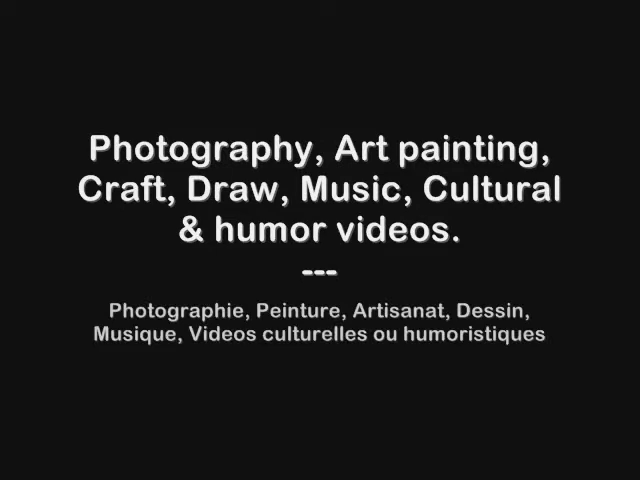 Photography, Art painting,
Craft, Draw, Music, Cultural
& humor videos.
---
Photographie, Peinture, Artisanat, Dessin,
Musique, Videos culturelles ou humoristiques